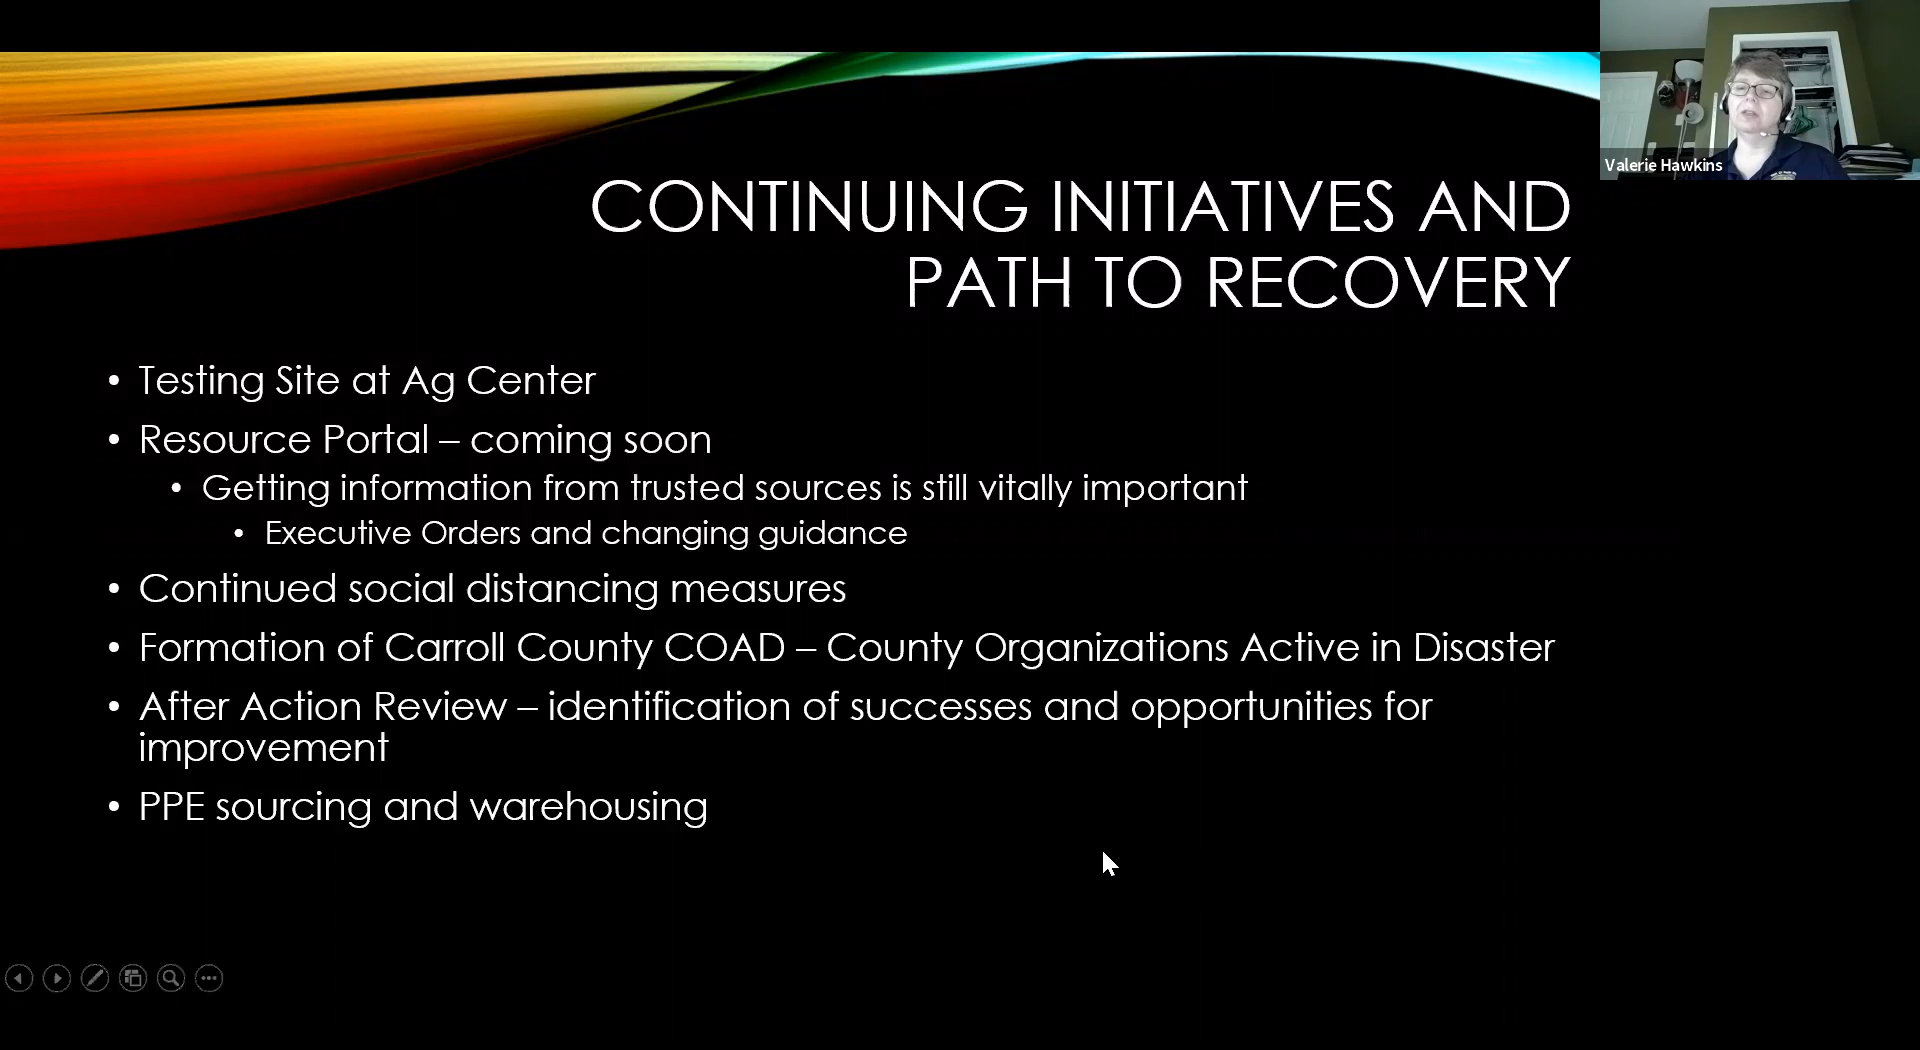 Valerie Hawkins
CONTINUING INITIATIVES AND
PATH TO RECOVERY
• Testing Site at Ag Center
• Resource Portal – coming soon
• Getting information from trusted sources is still vitally important
• Executive Orders and changing guidance
• Continued social distancing measures
• Formation of Carroll County COAD – County Organizations Active in Disaster
• After Action Review – identification of successes and opportunities for
improvement
• PPE sourcing and warehousing